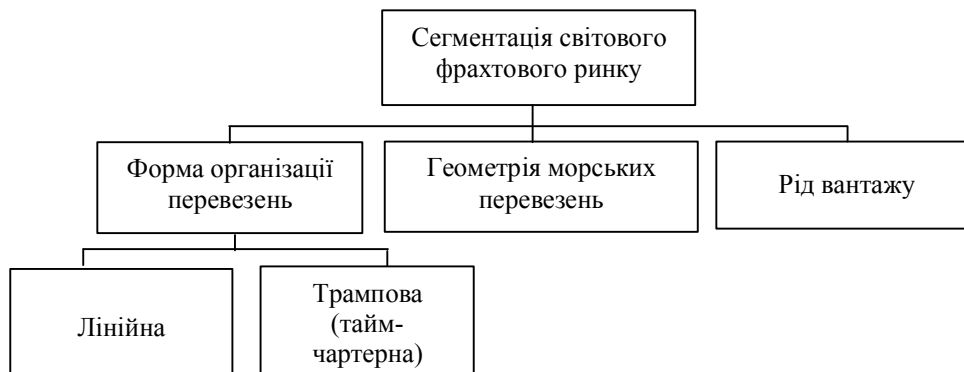 Сегментація світового
фрахтового ринку
Форма організації
перевезень
Геометрія морських
перевезень
Рід вантажу
Лінійна
Трампова
(тайм-
чартерна)